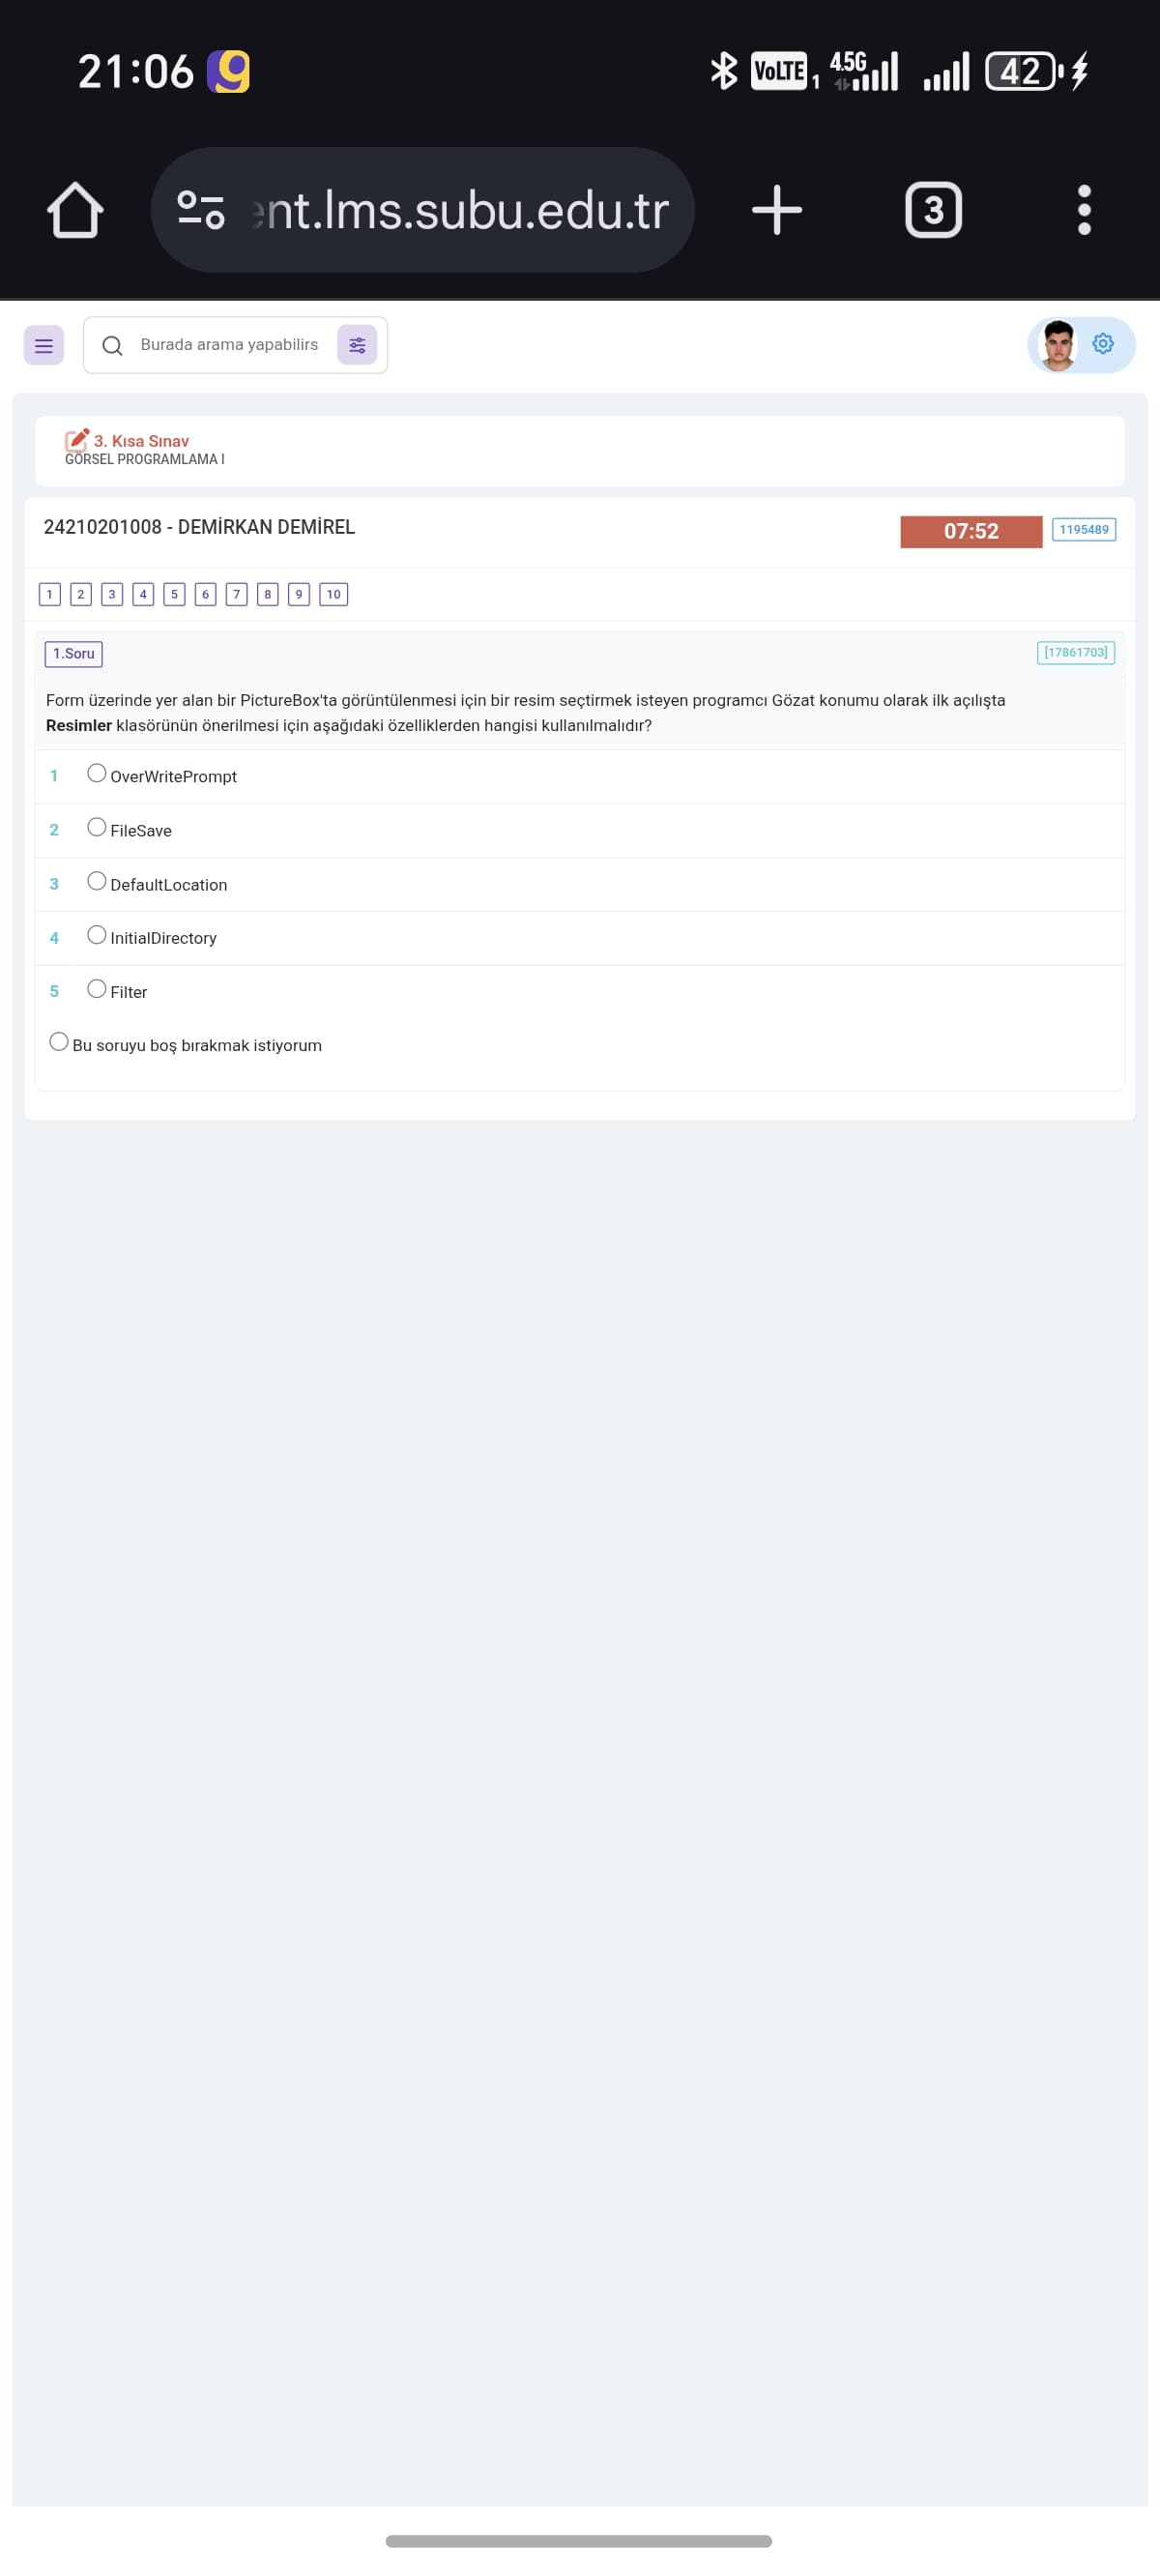 21:06
VoLTE 1 4.5G 42
ent.lms.subu.edu.tr
3
Burada arama yapabilirs
3. Kısa Sınav
GÖRSEL PROGRAMLAMA I
24210201008 - DEMİRKAN DEMİREL
07:52
1195489
1 2 3 4 5 6 7 8 9 10
1.Soru
[17861703]
Form üzerinde yer alan bir PictureBox'ta görüntülenmesi için bir resim seçtirmek isteyen programcı Gözat konumu olarak ilk açılışta
Resimler klasörünün önerilmesi için aşağıdaki özelliklerden hangisi kullanılmalıdır?
1 OverWritePrompt
2 FileSave
3 DefaultLocation
4 InitialDirectory
5 Filter
Bu soruyu boş bırakmak istiyorum